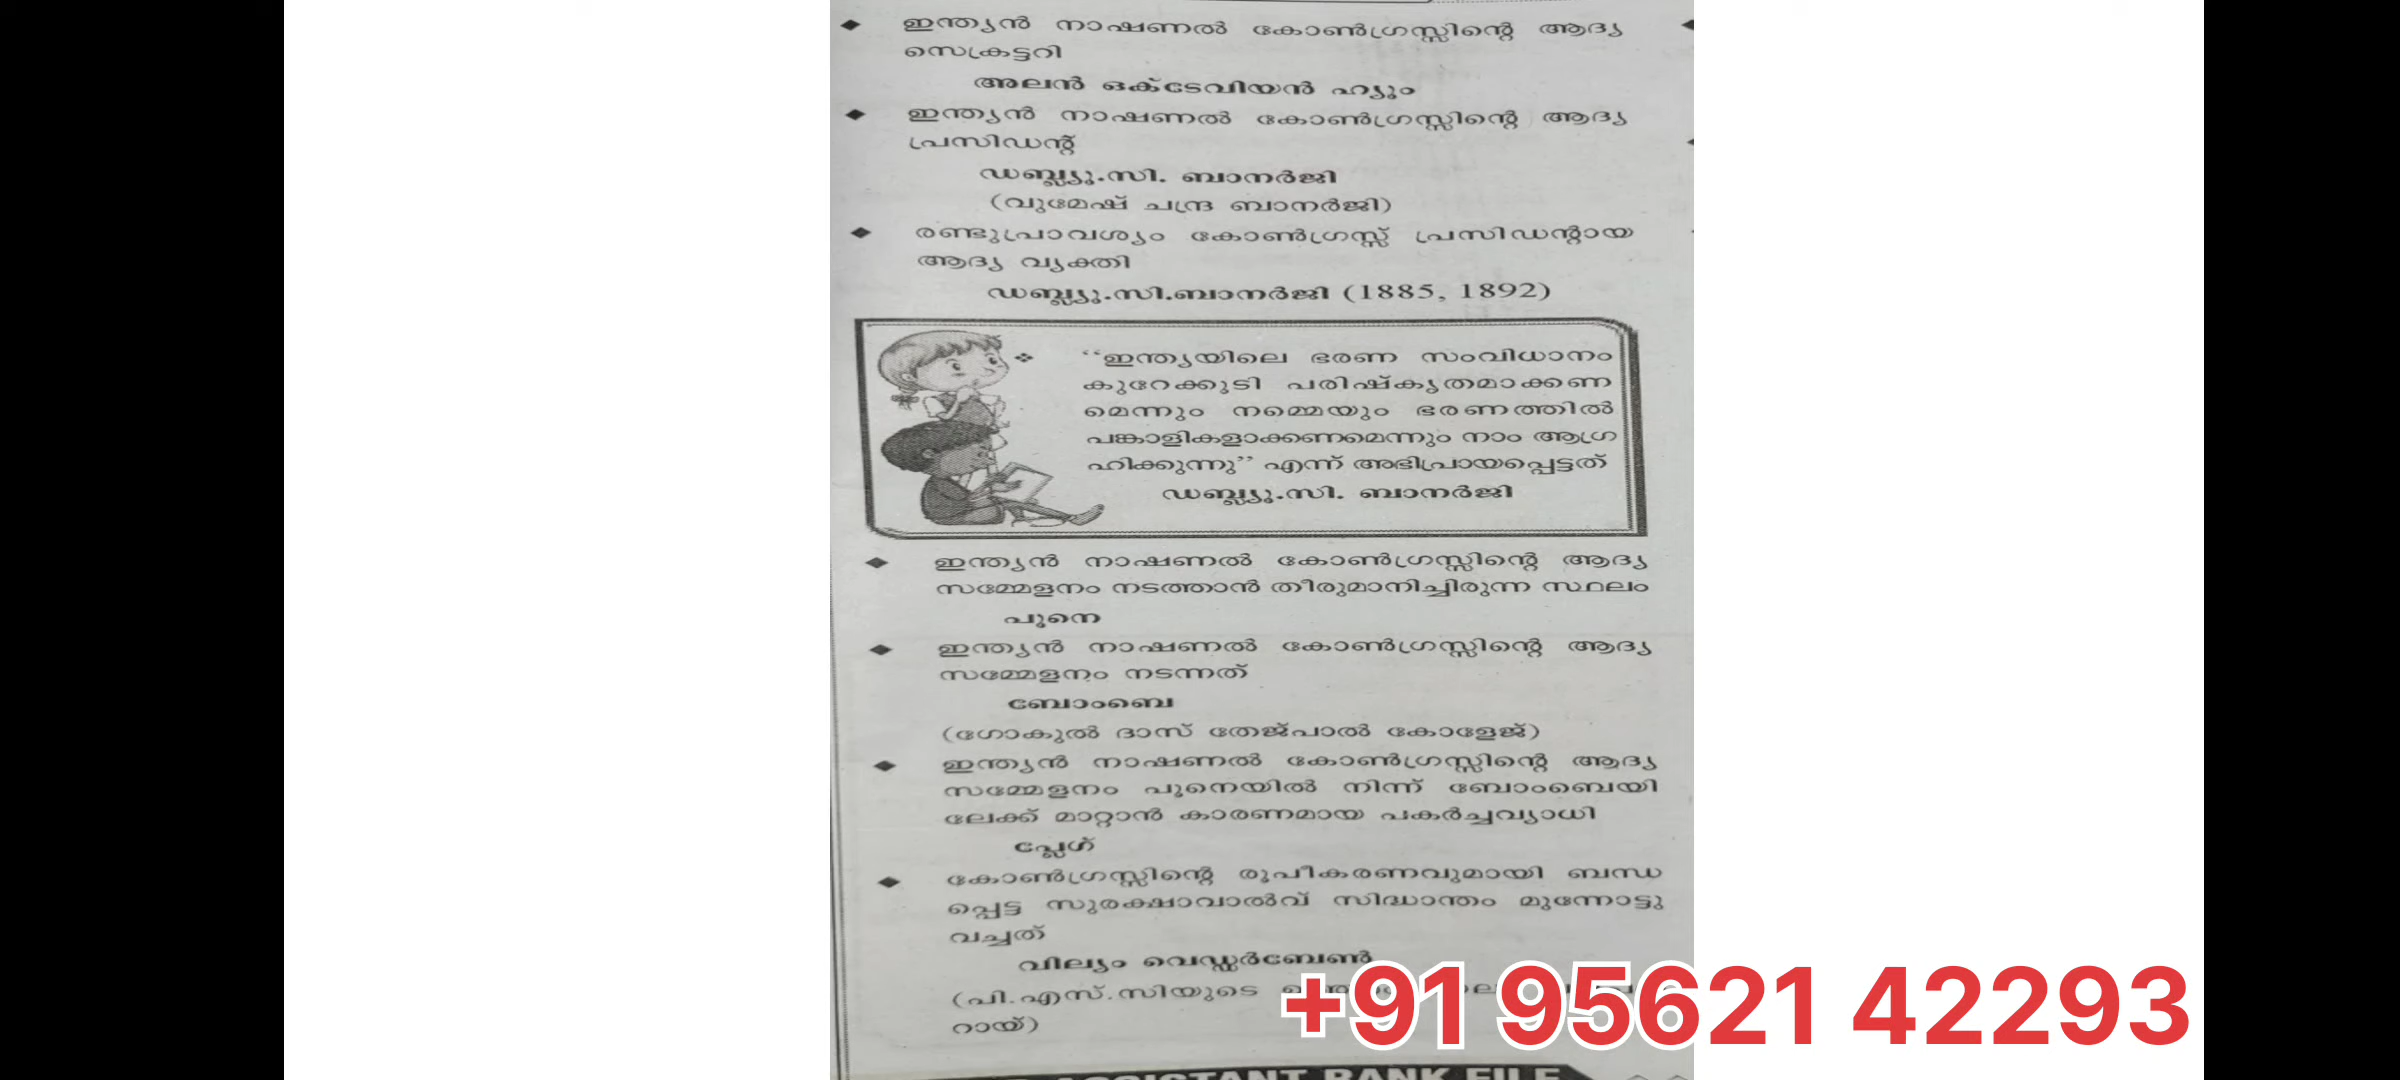 ഇന്ത്യൻ നാഷണൽ കോൺഗ്രസ്സിന്റെ ആദ്യ
സെക്രട്ടറി
അലൻ ഒക്ടേവിയൻ ഹ്യൂം
ഇന്ത്യൻ നാഷണൽ കോൺഗ്രസ്സിന്റെ ആദ്യ
പ്രസിഡന്റ്
ഡബ്ല്യൂ.സി. ബാനർജി
(വുമേഷ് ചന്ദ്ര ബാനർജി)
രണ്ടുപ്രാവശ്യം കോൺഗ്രസ്സ് പ്രസിഡന്റായ
ആദ്യ വ്യക്തി
ഡബ്ല്യൂ.സി.ബാനർജി (1885, 1892)
“ഇന്ത്യയിലെ ഭരണ സംവിധാനം
കുറേക്കൂടി പരിഷ്കൃതമാക്കണ
മെന്നും നമ്മെയും ഭരണത്തിൽ
പങ്കാളികളാക്കണമെന്നും നാം ആഗ്ര
ഹിക്കുന്നു” എന്ന് അഭിപ്രായപ്പെട്ടത്
ഡബ്ല്യൂ.സി. ബാനർജി
ഇന്ത്യൻ നാഷണൽ കോൺഗ്രസ്സിന്റെ ആദ്യ
സമ്മേളനം നടത്താൻ തീരുമാനിച്ചിരുന്ന സ്ഥലം
പൂനെ
ഇന്ത്യൻ നാഷണൽ കോൺഗ്രസ്സിന്റെ ആദ്യ
സമ്മേളനം നടന്നത്
ബോംബെ
(ഗോകുൽ ദാസ് തേജ്പാൽ കോളേജ്)
ഇന്ത്യൻ നാഷണൽ കോൺഗ്രസ്സിന്റെ ആദ്യ
സമ്മേളനം പൂനെയിൽ നിന്ന് ബോംബെയി
ലേക്ക് മാറ്റാൻ കാരണമായ പകർച്ചവ്യാധി
പ്ലേഗ്
കോൺഗ്രസ്സിന്റെ രൂപീകരണവുമായി ബന്ധ
പ്പെട്ട സുരക്ഷാവാൽവ് സിദ്ധാന്തം മുന്നോട്ടു
വച്ചത്
വില്യം വെഡ്ഡർബേൺ
(പി.എസ്.സിയുടെ
റായ്)
+91 95621 42293
ASSISTANT RANK FILE